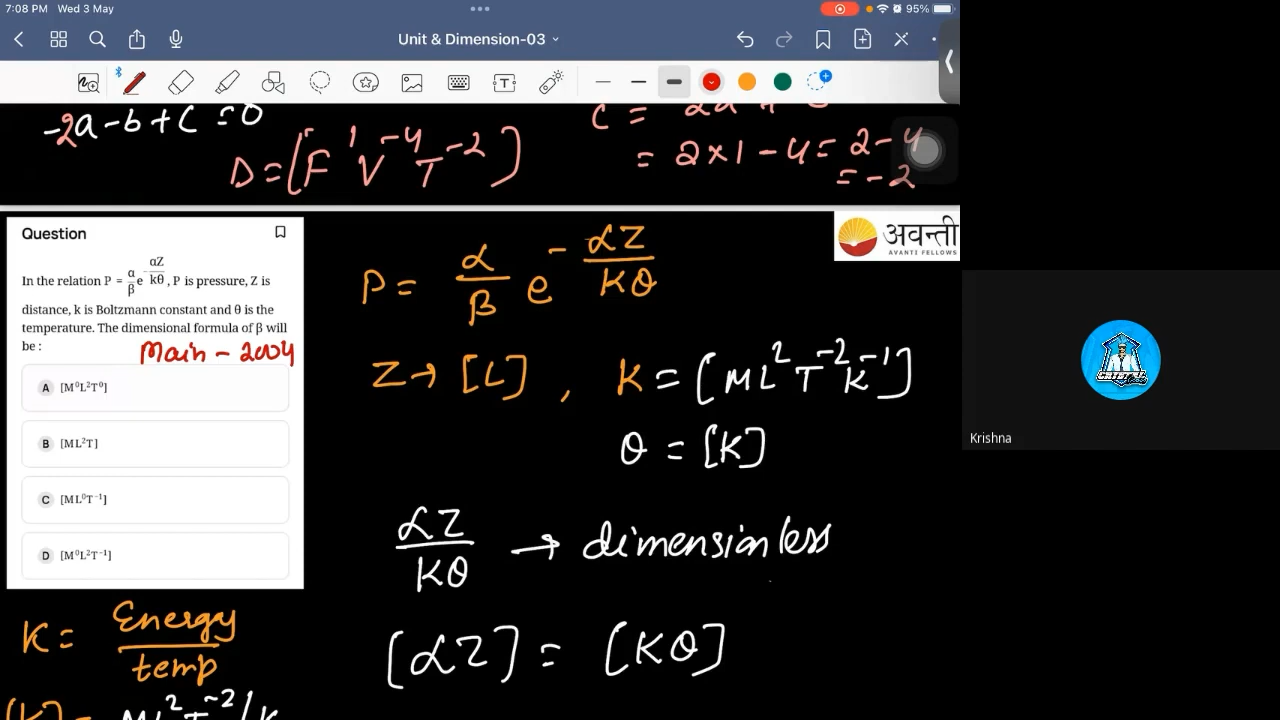 7:08 PM Wed 3 May
95%
Unit & Dimension-03
-2a-b+c=0
D=[F¹V⁻⁴T⁻²]
= 2×1-4= 2-4
= -2
Question
In the relation P = α/β e^(-αZ/kθ), P is pressure, Z is
distance, k is Boltzmann constant and θ is the
temperature. The dimensional formula of β will
be :
Main - 2004
A [M⁰L²T⁰]
B [ML²T]
C [ML⁰T⁻¹]
D [M⁰L²T⁻¹]
P= α/β e^(-αZ/Kθ)
Z→[L], K=[ML²T⁻²K⁻¹]
θ=[K]
αZ/Kθ → dimensionless
[αZ]=[Kθ]
K= Energy/temp
[K]= ML²T⁻²/K
अवन्ती
AVANTI FELLOWS
Krishna